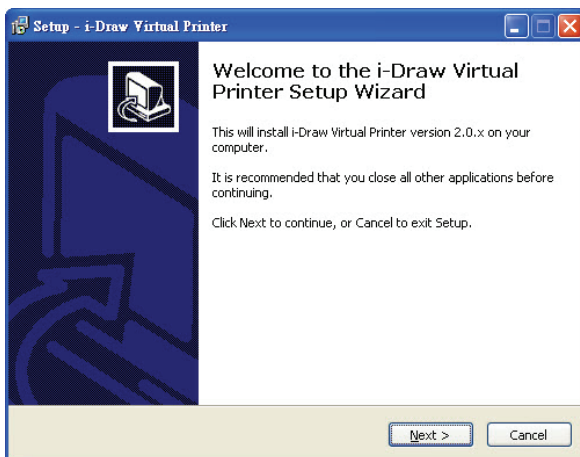 Setup - i-Draw Virtual Printer
Welcome to the i-Draw Virtual
Printer Setup Wizard
This will install i-Draw Virtual Printer version 2.0.x on your
computer.
It is recommended that you close all other applications before
continuing.
Click Next to continue, or Cancel to exit Setup.
Next >
Cancel